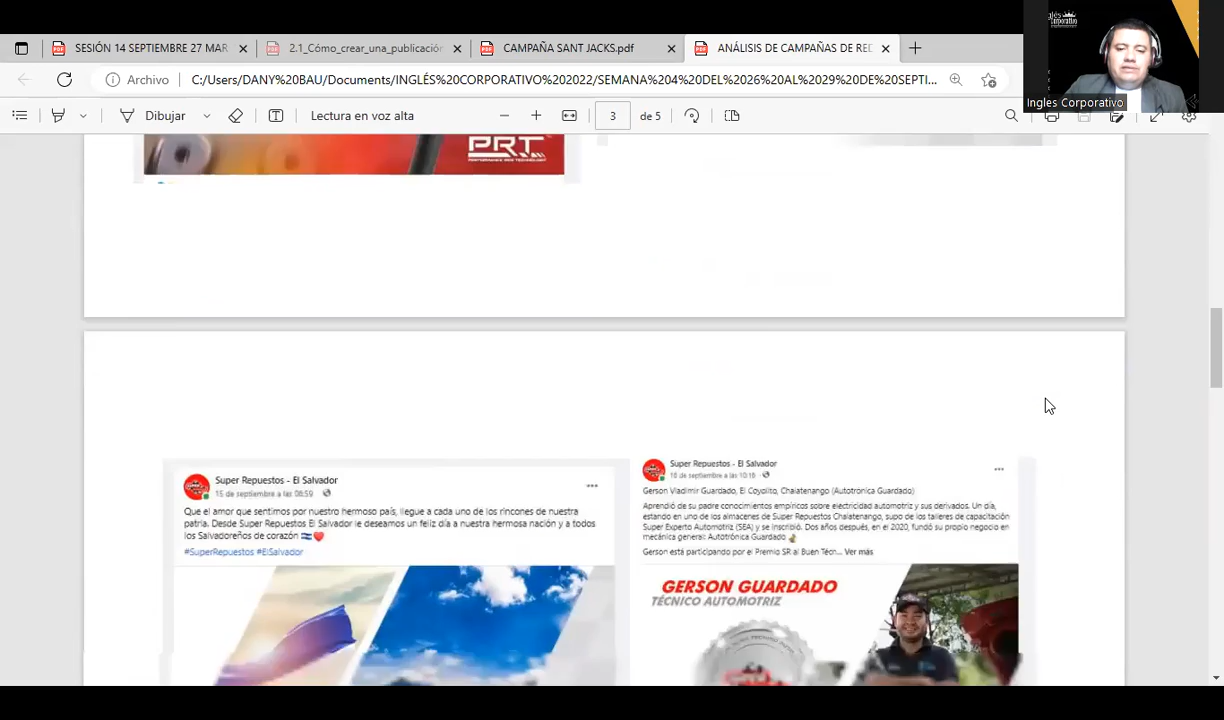 SESIÓN 14 SEPTIEMBRE 27 MAR
2.1_Cómo_crear_una_publicación
CAMPAÑA SANT JACKS.pdf
ANÁLISIS DE CAMPAÑAS DE REC
Archivo
C:/Users/DANY%20BAU/Documents/INGLÉS%20CORPORATIVO%202022/SEMANA%204%20DEL%2026%20AL%2029%20DE%20SEPTI...
Ingles Corporativo
Dibujar
Lectura en voz alta
3
de 5
PRT
Super Repuestos - El Salvador
15 de septiembre a las 08:59
Que el amor que sentimos por nuestro hermoso país, llegue a cada uno de los rincones de nuestra
patria. Desde Super Repuestos El Salvador le deseamos un feliz día a nuestra hermosa nación y a todos
los Salvadoreños de corazón
#SuperRepuestos #ElSalvador
Super Repuestos - El Salvador
de septiembre a las 10:16
Gerson Vladimir Guardado, El Coyolito, Chalatenango (Autotronica Guardado)
Aprendió de su padre conocimientos empíricos sobre electricidad automotriz y sus derivados. Un día,
estando en uno de los almacenes de Super Repuestos Chalatenango, supo de los talleres de capacitación
Super Experto Automotriz (SEA) y se inscribió. Dos años después, en el 2020, fundó su propio negocio en
mecánica general: Autotrónica Guardado
Gerson está participando por el Premio SR al Buen Técn... Ver más
GERSON GUARDADO
TÉCNICO AUTOMOTRIZ